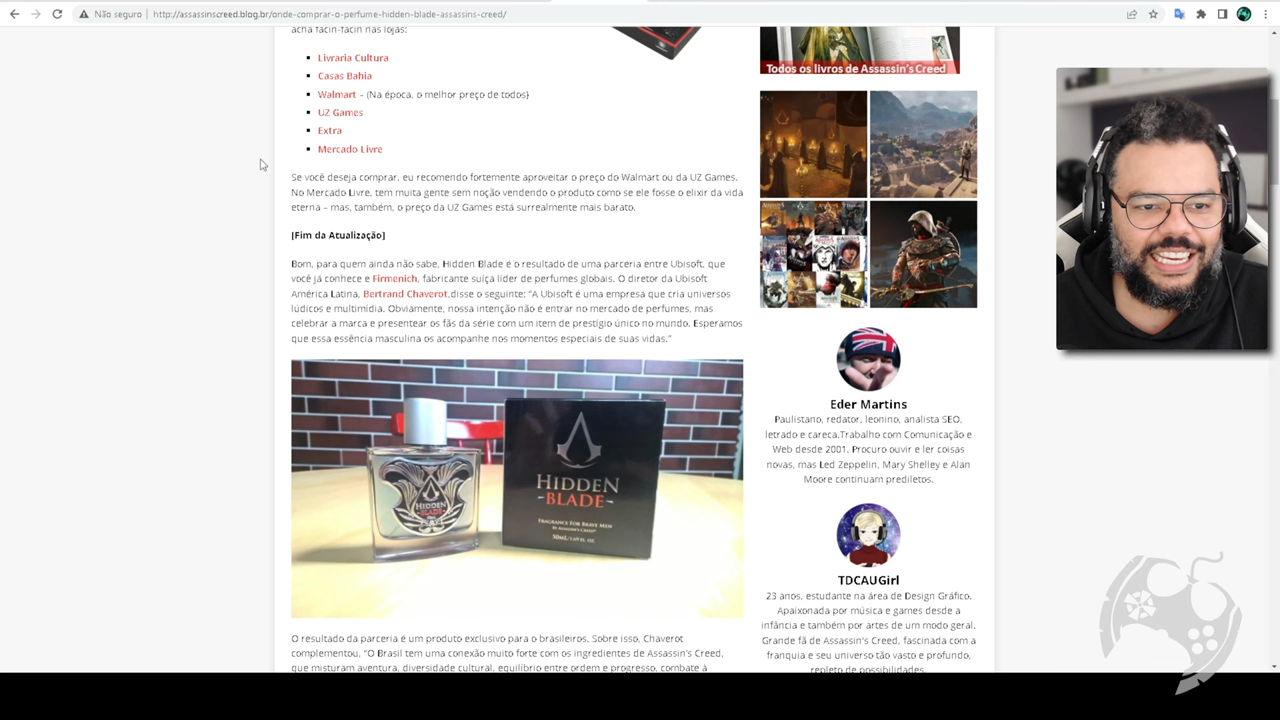 Não seguro
http://assassinscreed.blog.br/onde-comprar-o-perfume-hidden-blade-assassins-creed/
acha facin-facin nas lojas:
Livraria Cultura
Casas Bahia
Walmart – (Na época, o melhor preço de todos)
UZ Games
Extra
Mercado Livre
Se você deseja comprar, eu recomendo fortemente aproveitar o preço do Walmart ou da UZ Games.
No Mercado Livre, tem muita gente sem noção vendendo o produto como se ele fosse o elixir da vida
eterna – mas, também, o preço da UZ Games está surrealmente mais barato.
[Fim da Atualização]
Bom, para quem ainda não sabe, Hidden Blade é o resultado de uma parceria entre Ubisoft, que
você já conhece e Firmenich, fabricante suíça líder de perfumes globais. O diretor da Ubisoft
América Latina, Bertrand Chaverot,disse o seguinte: “A Ubisoft é uma empresa que cria universos
lúdicos e multimídia. Obviamente, nossa intenção não é entrar no mercado de perfumes, mas
celebrar a marca e presentear os fãs da série com um item de prestígio único no mundo. Esperamos
que essa essência masculina os acompanhe nos momentos especiais de suas vidas.”
HIDDEN
BLADE
HIDDEN
-BLADE-
FRAGRANCE FOR BRAVE MEN
BY ASSASSIN'S CREED
50ML/1.69 FL. OZ.
O resultado da parceria é um produto exclusivo para o brasileiros. Sobre isso, Chaverot
complementou, “O Brasil tem uma conexão muito forte com os ingredientes de Assassin’s Creed,
que misturam aventura, diversidade cultural, equilíbrio entre ordem e progresso, combate à
Todos os livros de Assassin’s Creed
Eder Martins
Paulistano, redator, leonino, analista SEO,
letrado e careca.Trabalho com Comunicação e
Web desde 2001. Procuro ouvir e ler coisas
novas, mas Led Zeppelin, Mary Shelley e Alan
Moore continuam prediletos.
TDCAUGirl
23 anos, estudante na área de Design Gráfico.
Apaixonada por música e games desde a
infância e também por artes de um modo geral.
Grande fã de Assassin's Creed, fascinada com a
franquia e seu universo tão vasto e profundo,
repleto de possibilidades.